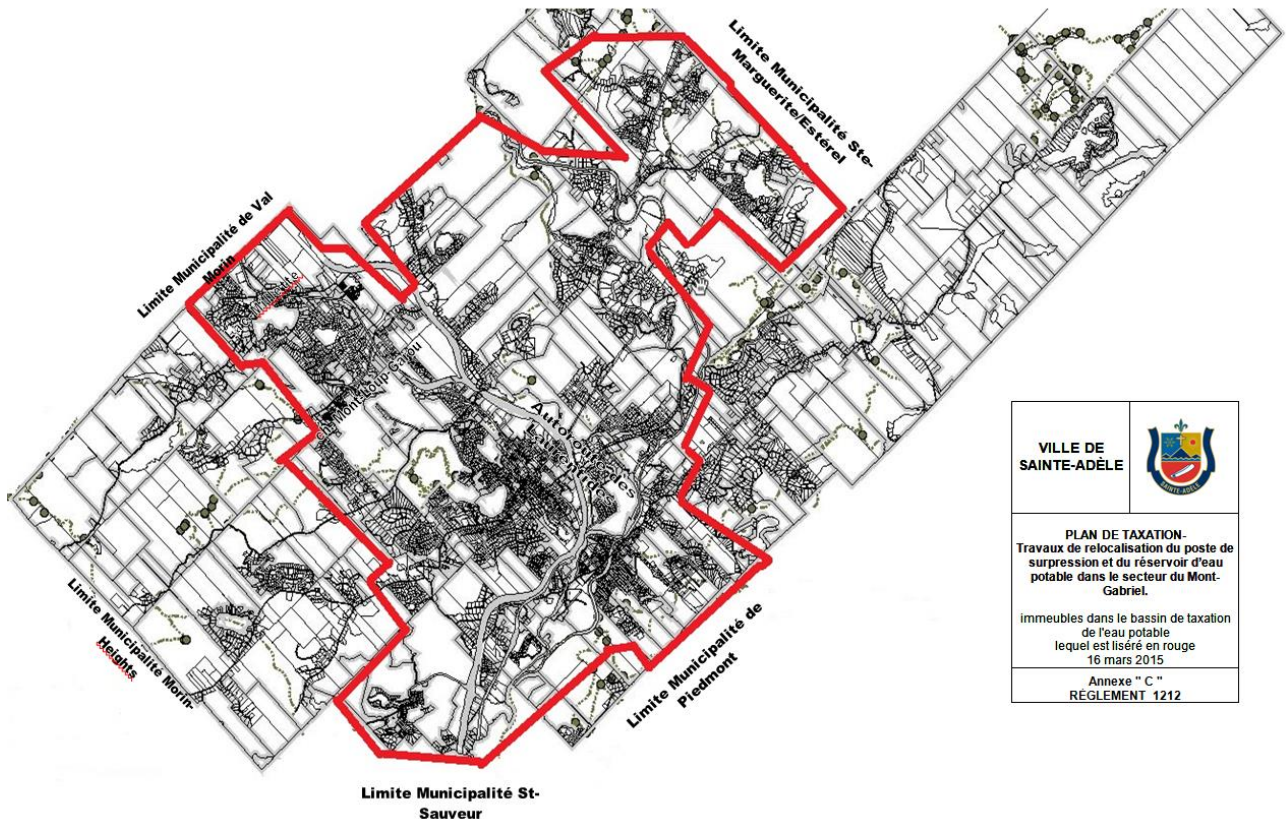 Limite Municipalité Ste-
Marguerite/Estérel
Limite Municipalité de Val
Morin
Limite Municipalité Morin-
Heights
Limite Municipalité de
Piedmont
Limite Municipalité St-
Sauveur
VILLE DE
SAINTE-ADÈLE
SAINTE-ADÈLE
PLAN DE TAXATION-
Travaux de relocalisation du poste de
surpression et du réservoir d'eau
potable dans le secteur du Mont-
Gabriel.
immeubles dans le bassin de taxation
de l'eau potable
lequel est liséré en rouge
16 mars 2015
Annexe " C "
RÈGLEMENT 1212